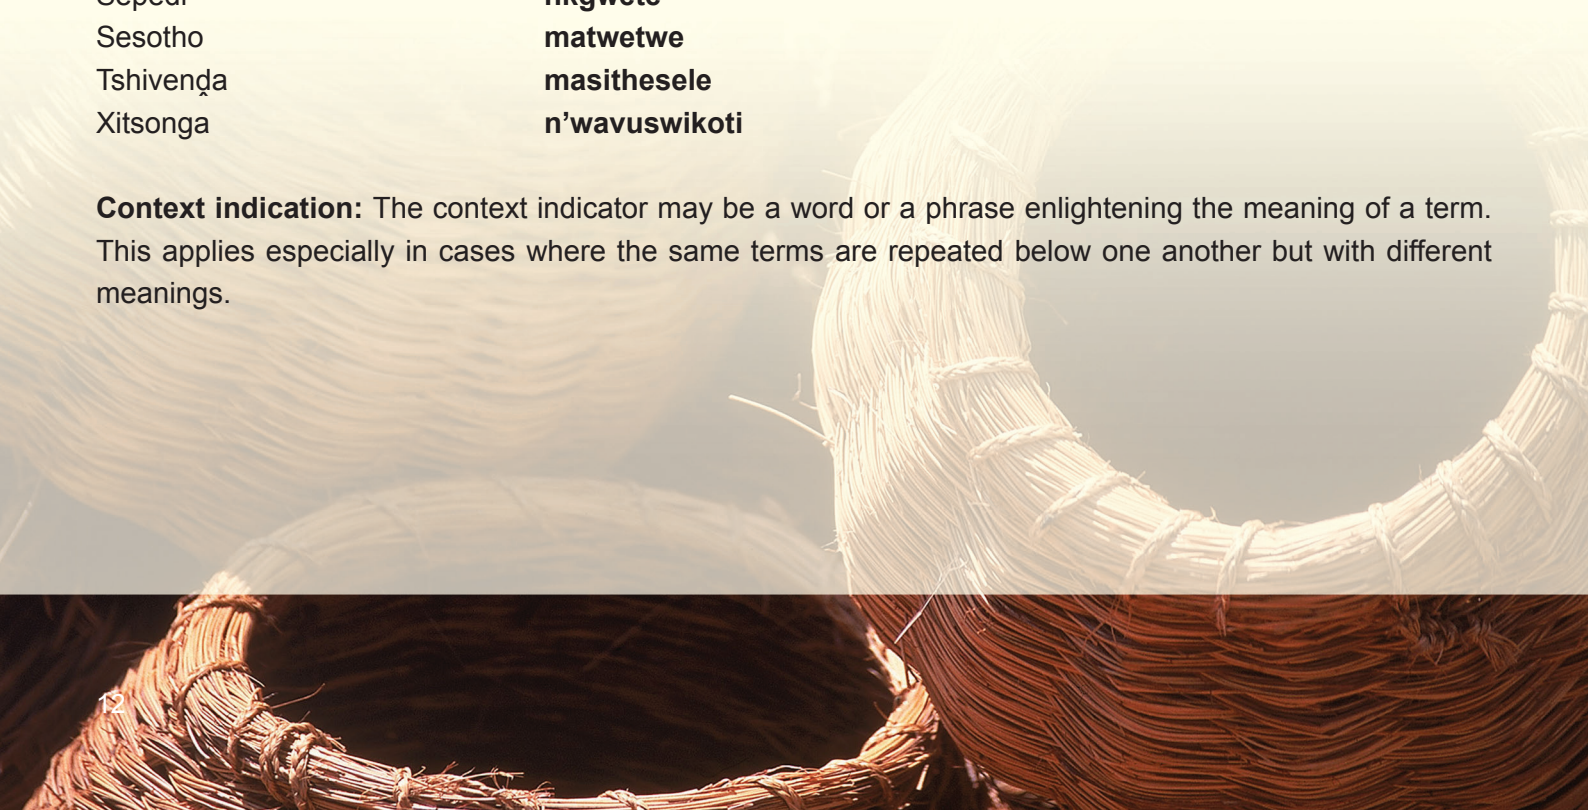 Sesotho matwetwe
Tshivenḓa masithesele
Xitsonga n’wavuswikoti
Context indication: The context indicator may be a word or a phrase enlightening the meaning of a term.
This applies especially in cases where the same terms are repeated below one another but with different
meanings.
12